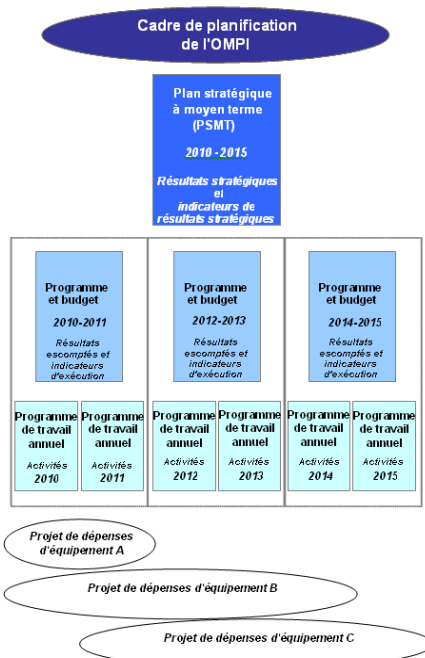 Cadre de planification
de l'OMPI
Plan stratégique
à moyen terme
(PSMT)
2010 - 2015
Résultats stratégiques
et
indicateurs de
résultats stratégiques
Programme
et budget
2010-2011
Résultats
escomptés et
indicateurs
d'exécution
Programme
et budget
2012-2013
Résultats
escomptés et
indicateurs
d'exécution
Programme
et budget
2014-2015
Résultats
escomptés et
indicateurs
d'exécution
Programme
de travail
annuel
Activités
2010
Programme
de travail
annuel
Activités
2011
Programme
de travail
annuel
Activités
2012
Programme
de travail
annuel
Activités
2013
Programme
de travail
annuel
Activités
2014
Programme
de travail
annuel
Activités
2015
Projet de dépenses
d'équipement A
Projet de dépenses d'équipement B
Projet de dépenses d'équipement C